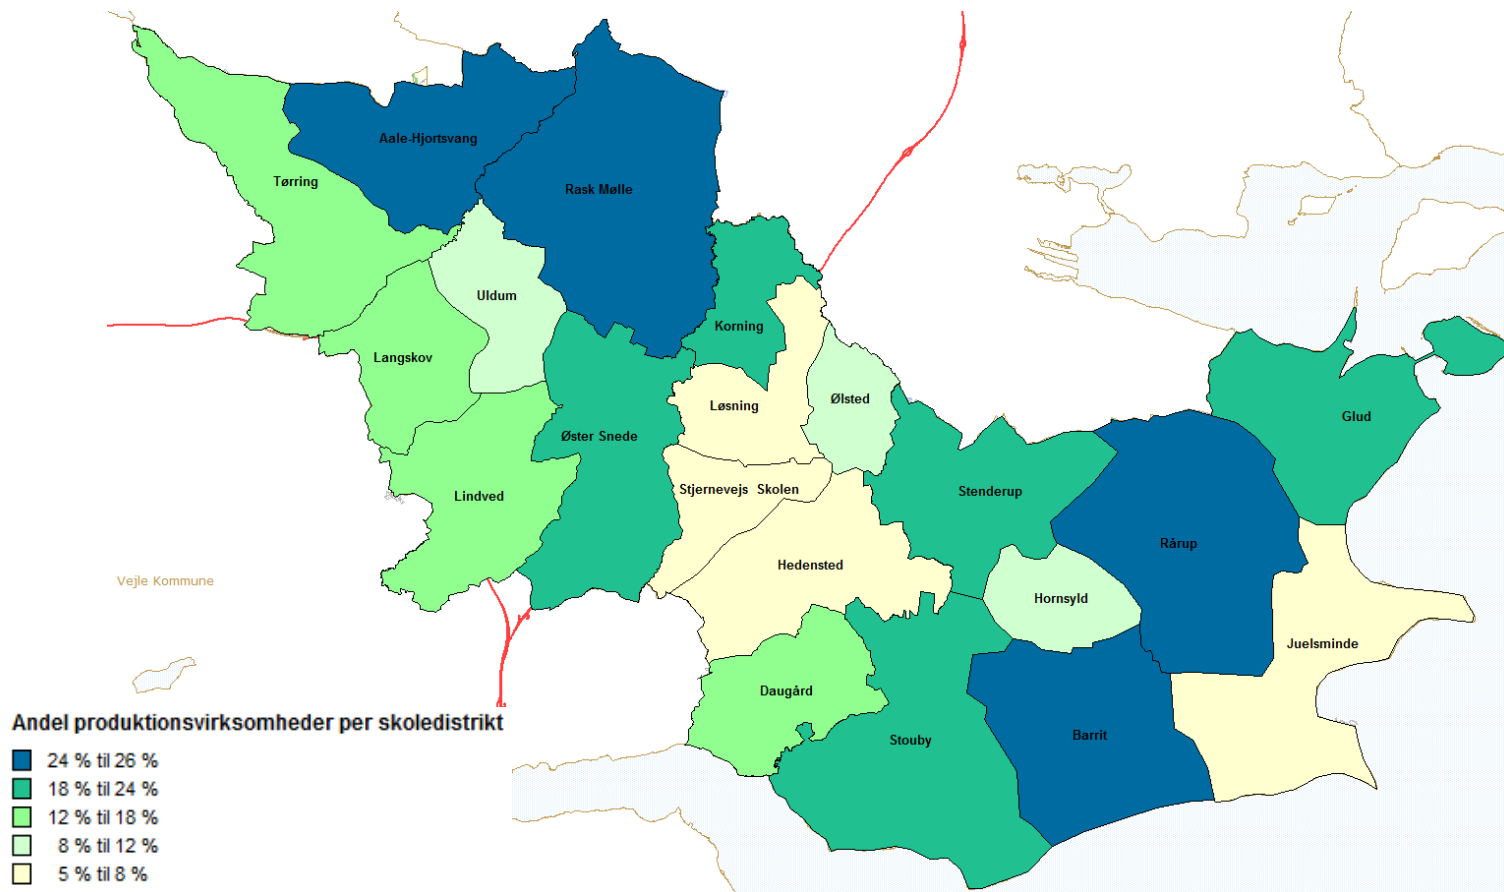 Aale-Hjortsvang
Tørring
Rask Mølle
Uldum
Korning
Langskov
Løsning
Ølsted
Glud
Øster Snede
Stjernevejs Skolen
Stenderup
Lindved
Rårup
Hedensted
Vejle Kommune
Hornsyld
Juelsminde
Daugård
Stouby
Barrit
Andel produktionsvirksomheder per skoledistrikt
24 % til 26 %
18 % til 24 %
12 % til 18 %
8 % til 12 %
5 % til 8 %